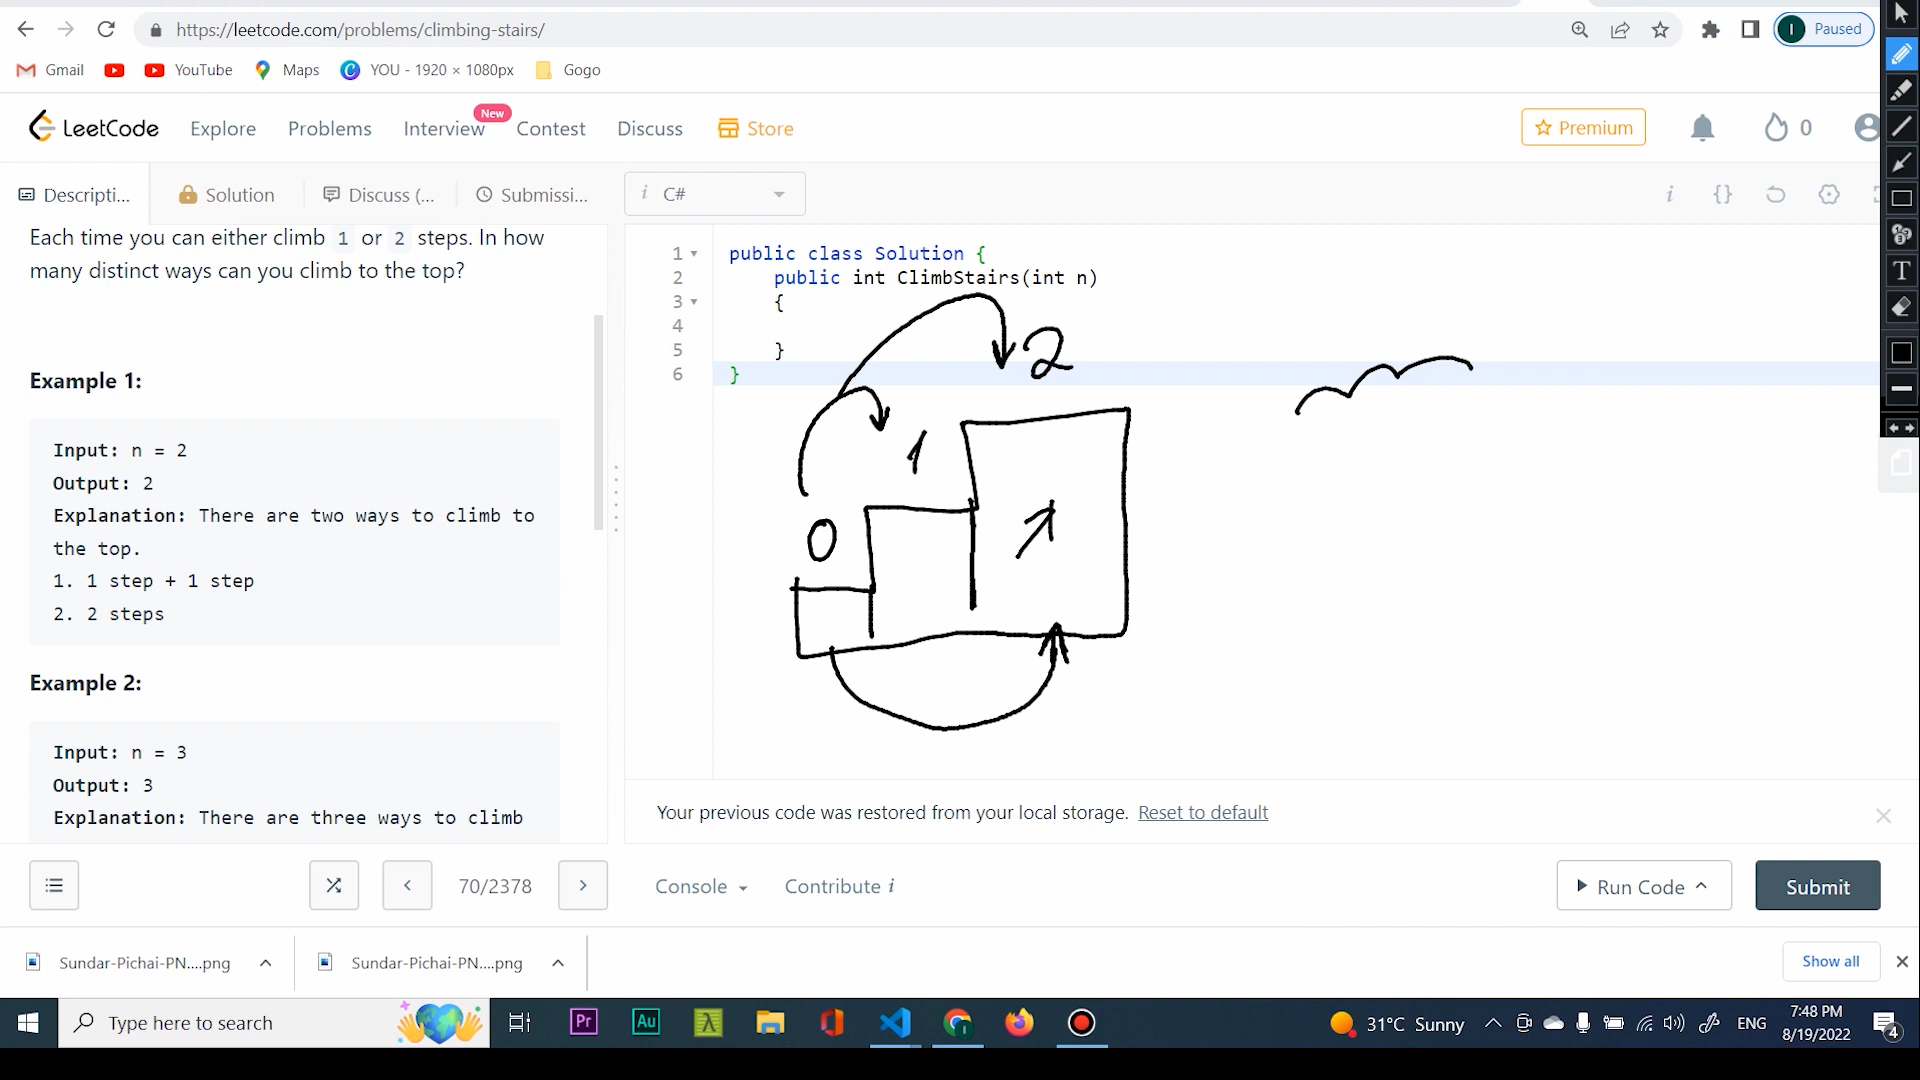 https://leetcode.com/problems/climbing-stairs/
Paused
Gmail
YouTube
Maps
YOU - 1920 × 1080px
Gogo
LeetCode
Explore
Problems
Interview
New
Contest
Discuss
Store
Premium
0
Descripti...
Solution
Discuss (...
Submissi...
i C#
Each time you can either climb 1 or 2 steps. In how
many distinct ways can you climb to the top?
Example 1:
Input: n = 2
Output: 2
Explanation: There are two ways to climb to
the top.
1. 1 step + 1 step
2. 2 steps
Example 2:
Input: n = 3
Output: 3
Explanation: There are three ways to climb
1 public class Solution {
2 public int ClimbStairs(int n)
3 {
4
5 }
6 }
2
1
0
Your previous code was restored from your local storage. Reset to default
70/2378
Console
Contribute i
Run Code
Submit
Sundar-Pichai-PN....png
Sundar-Pichai-PN....png
Show all
Type here to search
Pr
Au
31°C Sunny
ENG
7:48 PM
8/19/2022
4